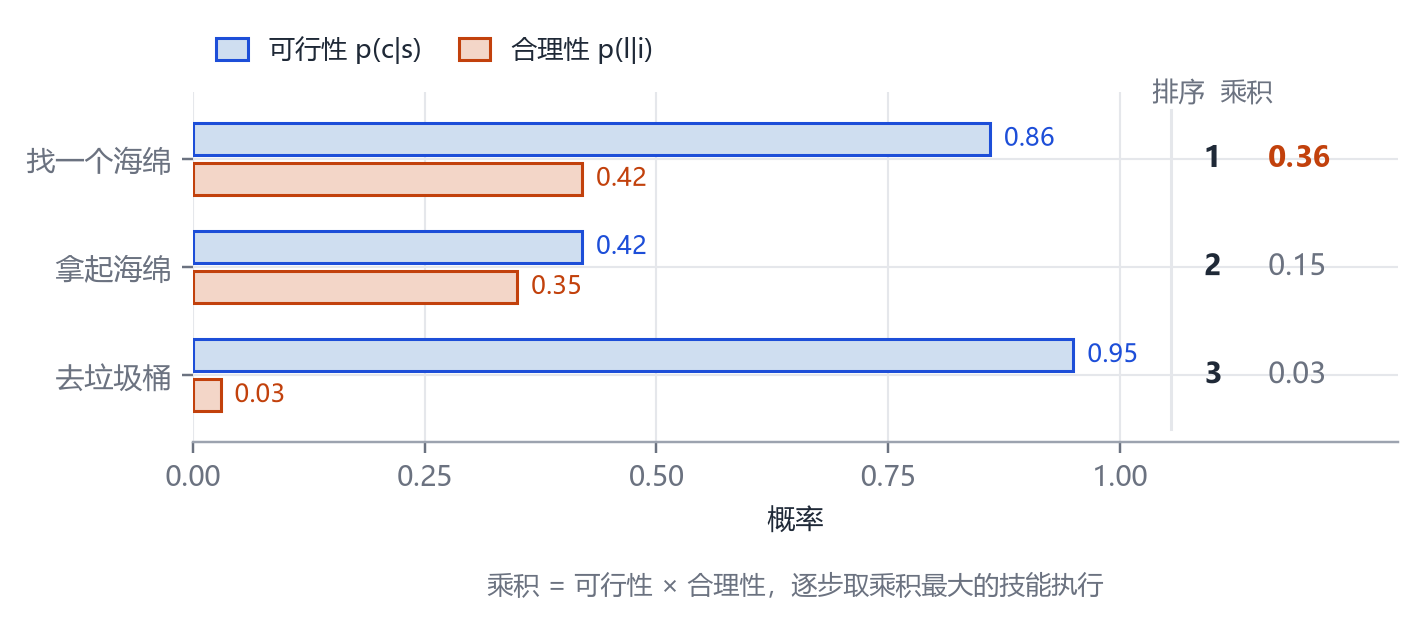 可行性 p(c|s) 合理性 p(l|i)
排序 乘积
找一个海绵 0.86 0.42 1 0.36
拿起海绵 0.42 0.35 2 0.15
去垃圾桶 0.95 0.03 3 0.03
0.00 0.25 0.50 0.75 1.00
概率
乘积 = 可行性 × 合理性，逐步取乘积最大的技能执行